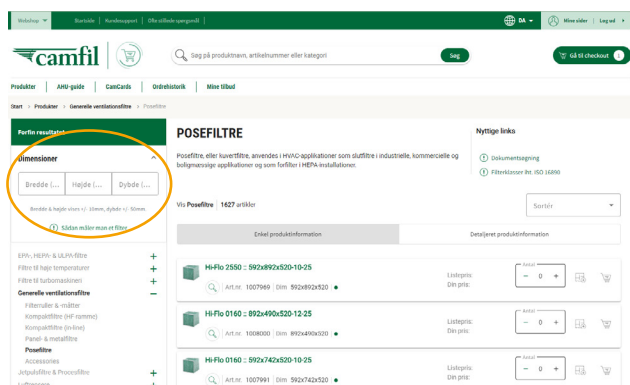 Webshop
Startside | Kundesupport | Ofte stillede spørgsmål |
DA
Mine sider | Log ud
camfil
Søg på produktnavn, artikelnummer eller kategori
Søg
Gå til checkout 1
Produkter AHU-guide CamCards Ordrehistorik Mine tilbud
Start > Produkter > Generelle ventilationsfiltre > Posefiltre
Forfin resultatet
Dimensioner
Bredde (... Højde (... Dybde (...
Bredde & højde vises +/- 10mm, dybde +/- 50mm
Sådan måler man et filter
EPA-, HEPA- & ULPA-filtre
Filtre til høje temperaturer
Filtre til turbomaskineri
Generelle ventilationsfiltre
Filterruller & -måtter
Kompaktfiltre (HF-ramme)
Kompaktfiltre (in-line)
Panel- & metalfiltre
Posefiltre
Accessories
Jetpulsfiltre & Procesfiltre
Luftrensere
POSEFILTRE
Posefiltre, eller kuvertfiltre, anvendes i HVAC-applikationer som slutfiltre i industrielle, kommercielle og
boligmæssige applikationer og som forfilter i HEPA installationer.
Nyttige links
Dokumentsøgning
Filterklasser iht. ISO 16890
Vis Posefiltre | 1627 artikler
Sortér
Enkel produktinformation
Detaljeret produktinformation
Hi-Flo 2550 :: 592x892x520-10-25
Art.nr. 1007969 | Dim 592x892x520
Listepris:
Din pris:
Antal
- 0 +
Hi-Flo 0160 :: 892x490x520-12-25
Art.nr. 1008000 | Dim 892x490x520
Listepris:
Din pris:
Antal
- 0 +
Hi-Flo 0160 :: 592x742x520-10-25
Art.nr. 1007991 | Dim 592x742x520
Listepris:
Din pris:
Antal
- 0 +